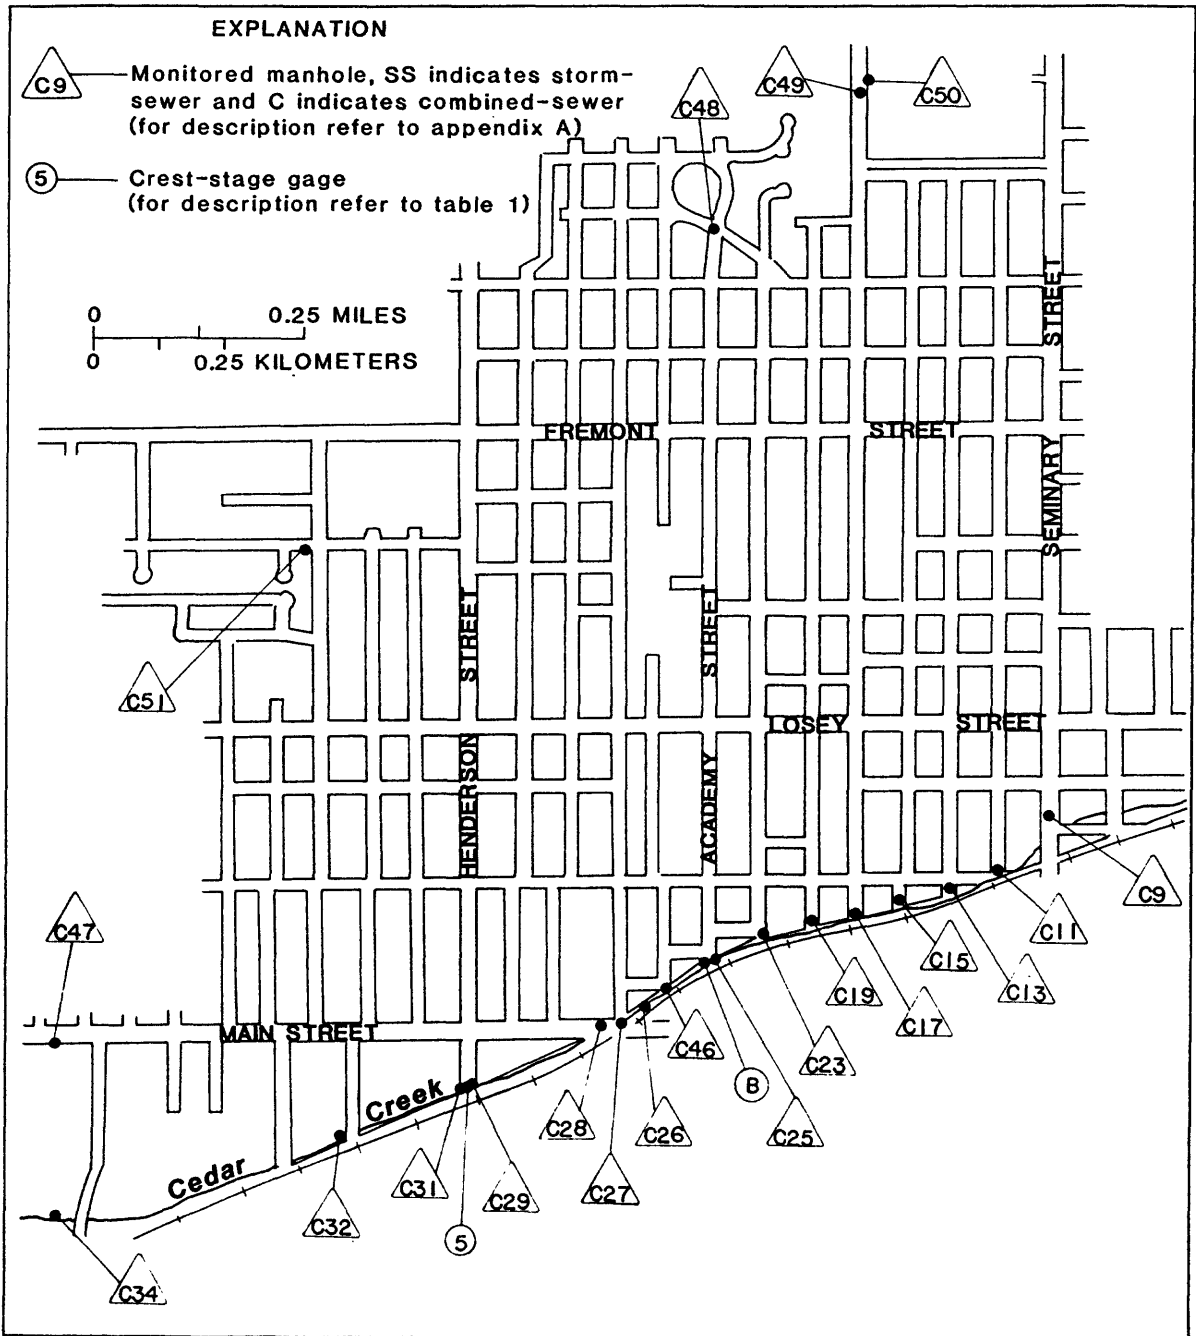 EXPLANATION
C9
Monitored manhole, SS indicates storm-
sewer and C indicates combined-sewer
(for description refer to appendix A)
5
Crest-stage gage
(for description refer to table 1)
0 0.25 MILES
0 0.25 KILOMETERS
C48
C49
C50
STREET
SEMINARY
FREMONT STREET
C51
STREET
HENDERSON
STREET
ACADEMY
LOSEY STREET
C9
C11
C13
C15
C17
C19
C23
C25
B
C46
C26
C27
C28
C47
MAIN STREET
Cedar Creek
C29
5
C31
C32
C34